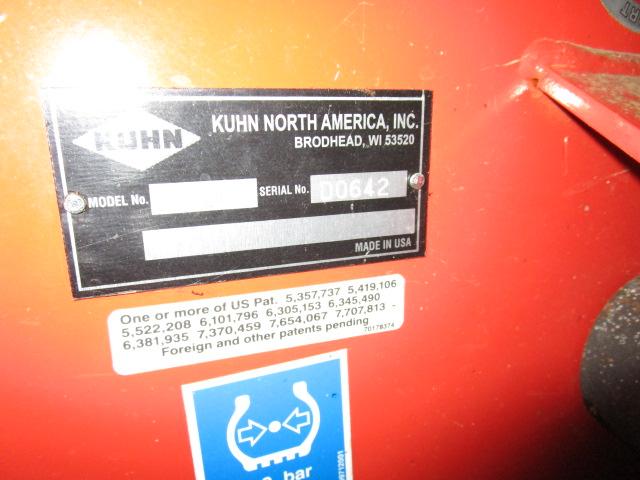 KUHN
KUHN NORTH AMERICA, INC.
BRODHEAD, WI 53520
MODEL No. SERIAL No. D0642
MADE IN USA
One or more of US Pat. 5,357,737 5,419,106
5,522,208 6,101,796 6,305,153 6,345,490
6,381,935 7,370,459 7,654,067 7,707,813 -
Foreign and other patents pending
70178374
bar